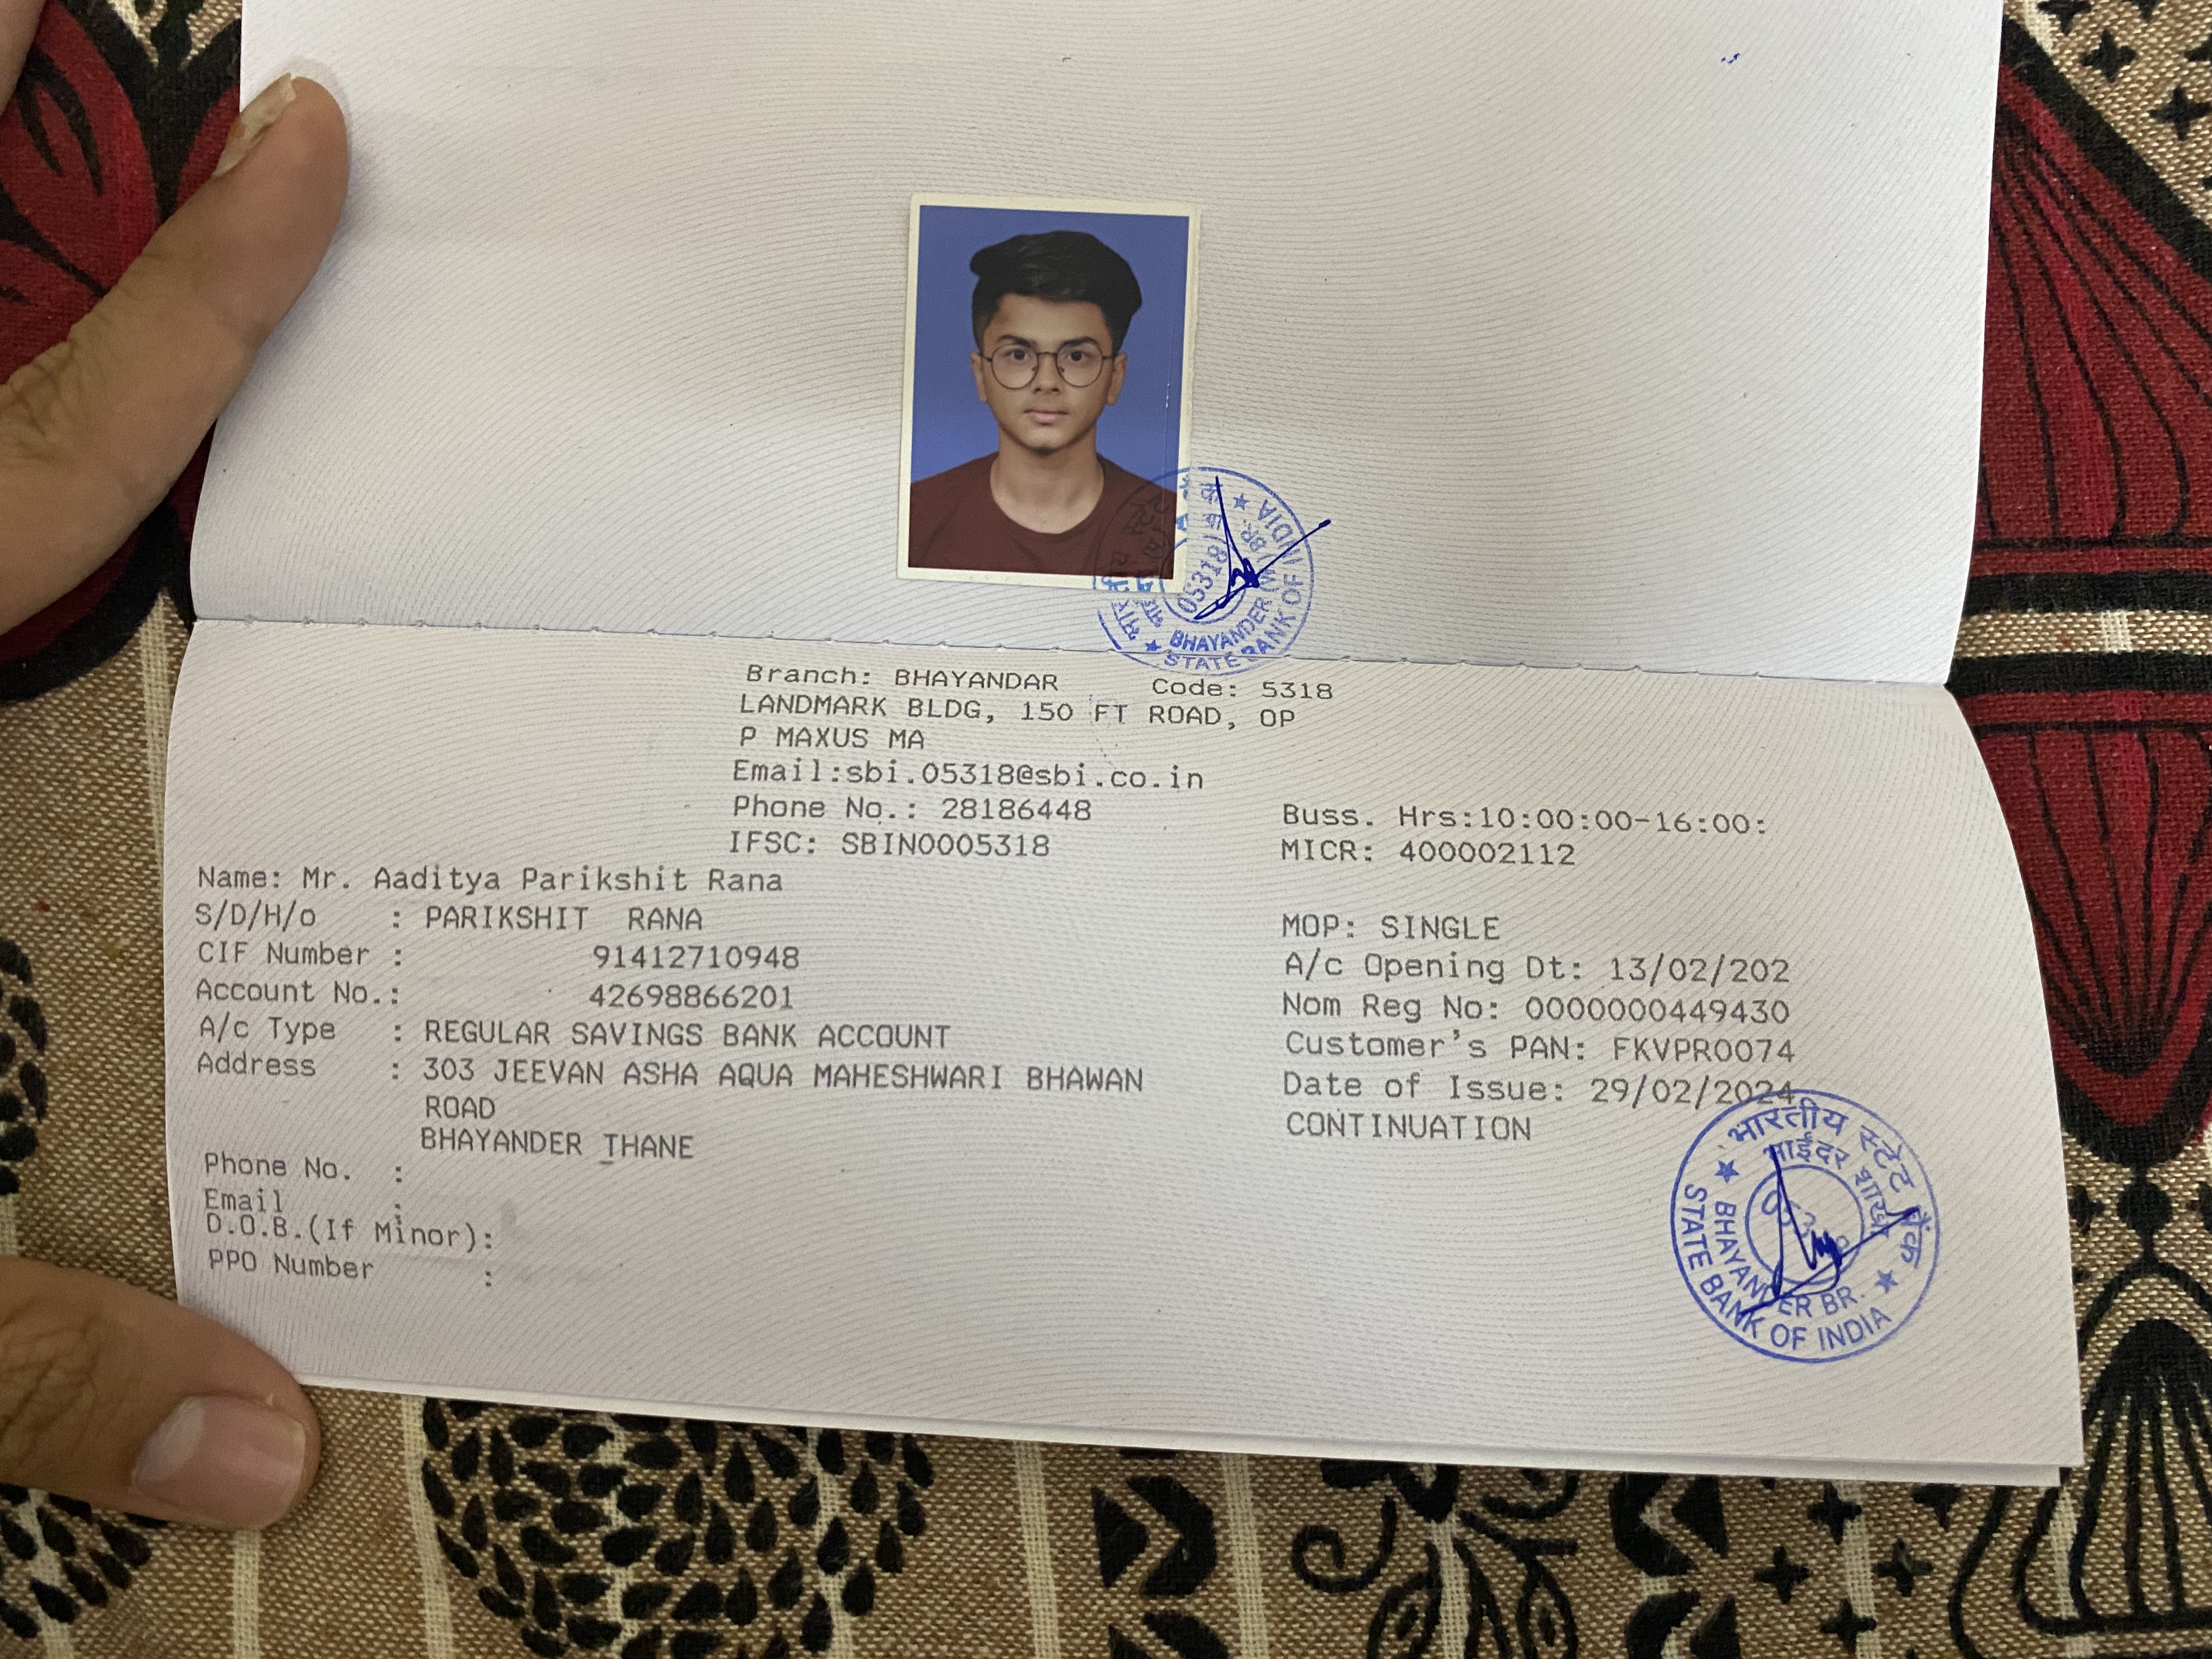 Branch: BHAYANDAR Code: 5318
LANDMARK BLDG, 150 FT ROAD, OP
P MAXUS MA
Email:sbi.05318@sbi.co.in
Phone No.: 28186448 Buss. Hrs:10:00:00-16:00:
IFSC: SBIN0005318 MICR: 400002112
Name: Mr. Aaditya Parikshit Rana
S/D/H/o : PARIKSHIT RANA MOP: SINGLE
CIF Number : 91412710948 A/c Opening Dt: 13/02/202
Account No.: 42698866201 Nom Reg No: 0000000449430
A/c Type : REGULAR SAVINGS BANK ACCOUNT Customer's PAN: FKVPR0074
Address : 303 JEEVAN ASHA AQUA MAHESHWARI BHAWAN Date of Issue: 29/02/2024
ROAD CONTINUATION
BHAYANDER THANE
Phone No. :
Email :
D.O.B.(If Minor):
PPO Number :
05318
BHAYANDER (W) BR.
STATE BANK OF INDIA
भारतीय स्टेट बैंक
BHAYANDER BR.
STATE BANK OF INDIA